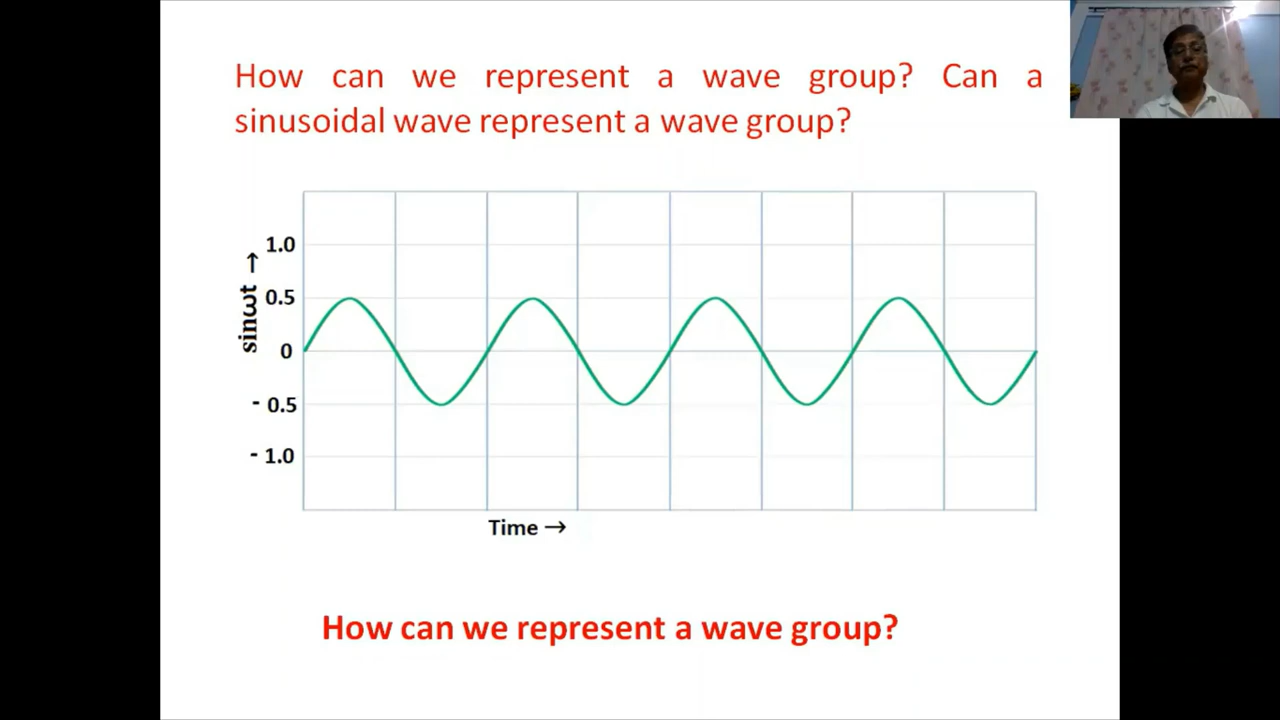 How can we represent a wave group? Can a
sinusoidal wave represent a wave group?
1.0
0.5
0
- 0.5
- 1.0
sinωt →
Time →
How can we represent a wave group?